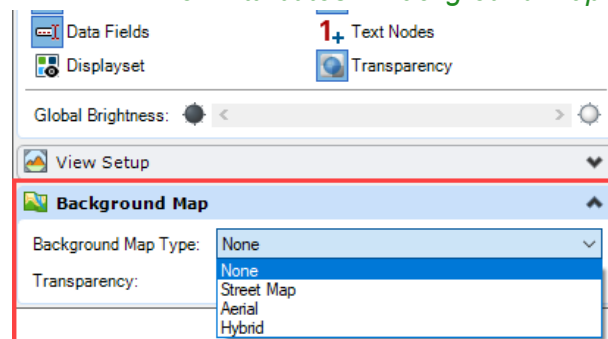 Data Fields
1+ Text Nodes
Displayset
Transparency
Global Brightness:
View Setup
Background Map
Background Map Type: None
Transparency:
None
Street Map
Aerial
Hybrid